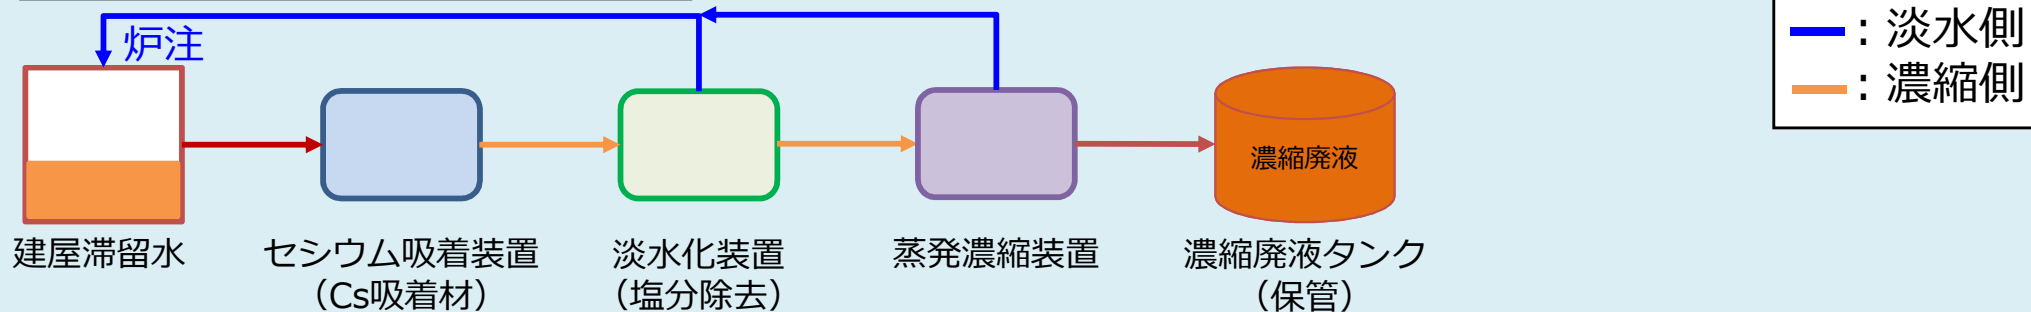 炉注
：淡水側
：濃縮側
濃縮廃液
建屋滞留水
セシウム吸着装置
（Cs吸着材）
淡水化装置
（塩分除去）
蒸発濃縮装置
濃縮廃液タンク
（保管）